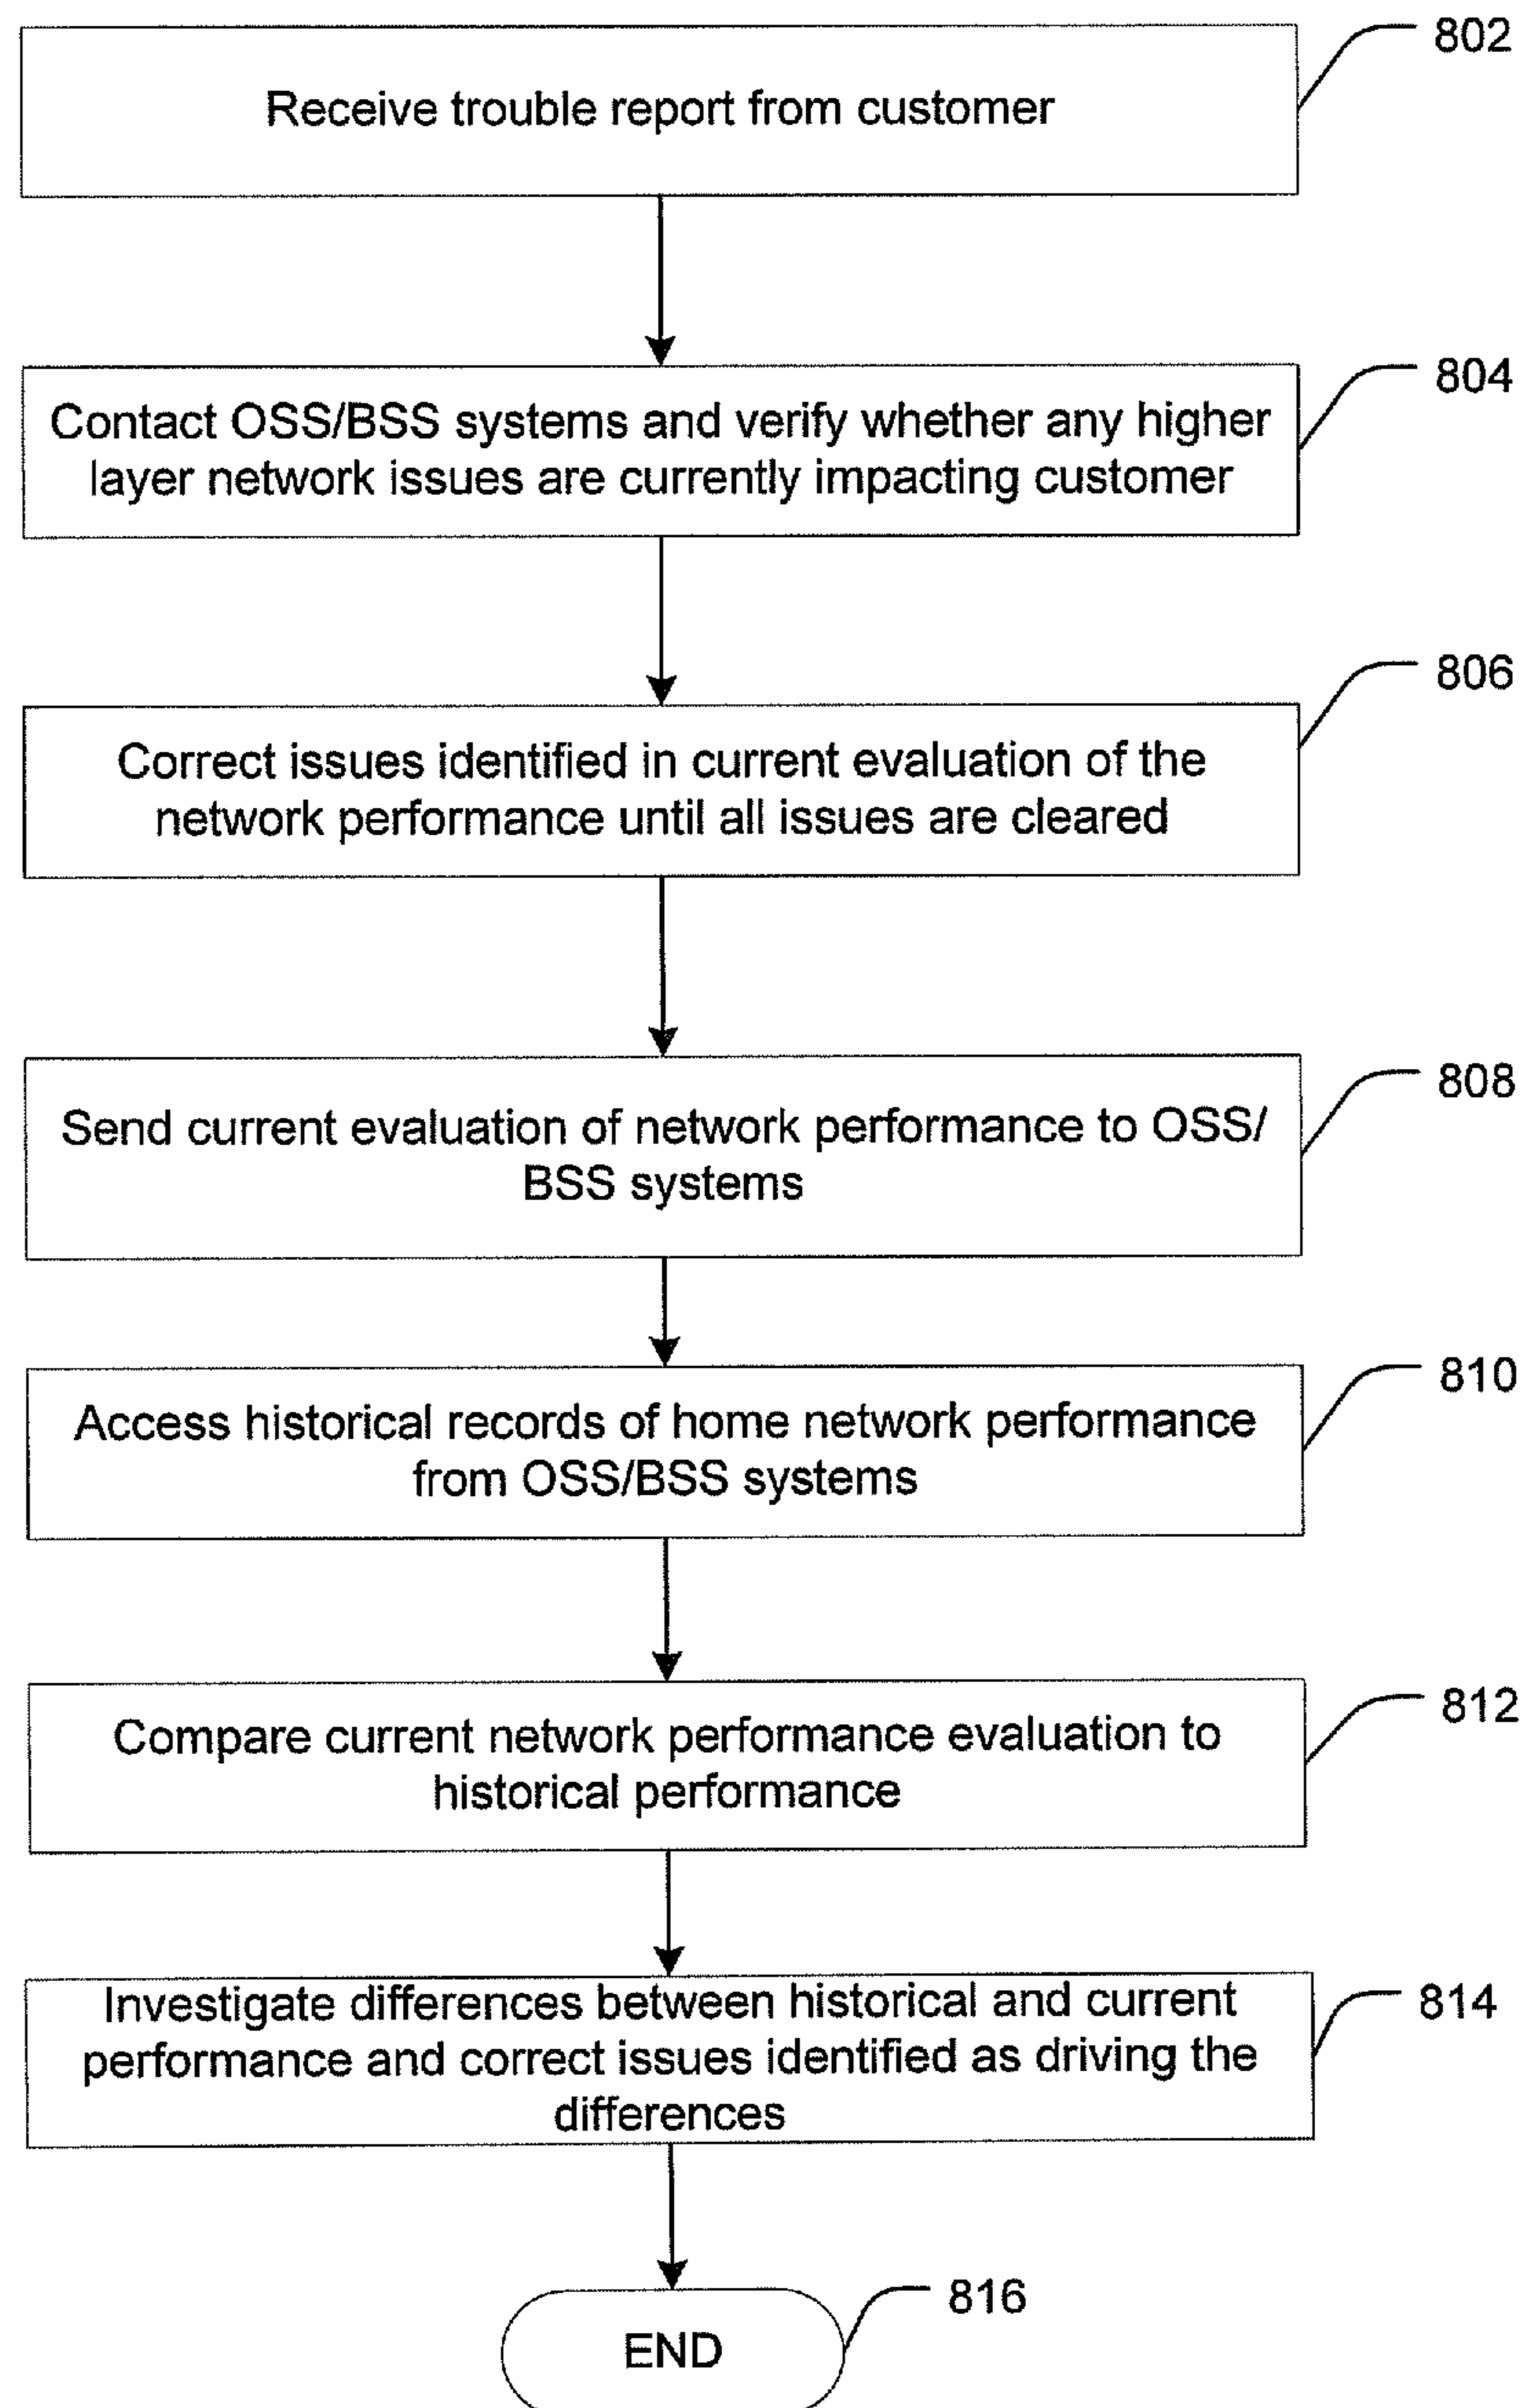 802
Receive trouble report from customer
804
Contact OSS/BSS systems and verify whether any higher
layer network issues are currently impacting customer
806
Correct issues identified in current evaluation of the
network performance until all issues are cleared
808
Send current evaluation of network performance to OSS/
BSS systems
810
Access historical records of home network performance
from OSS/BSS systems
812
Compare current network performance evaluation to
historical performance
814
Investigate differences between historical and current
performance and correct issues identified as driving the
differences
816
END